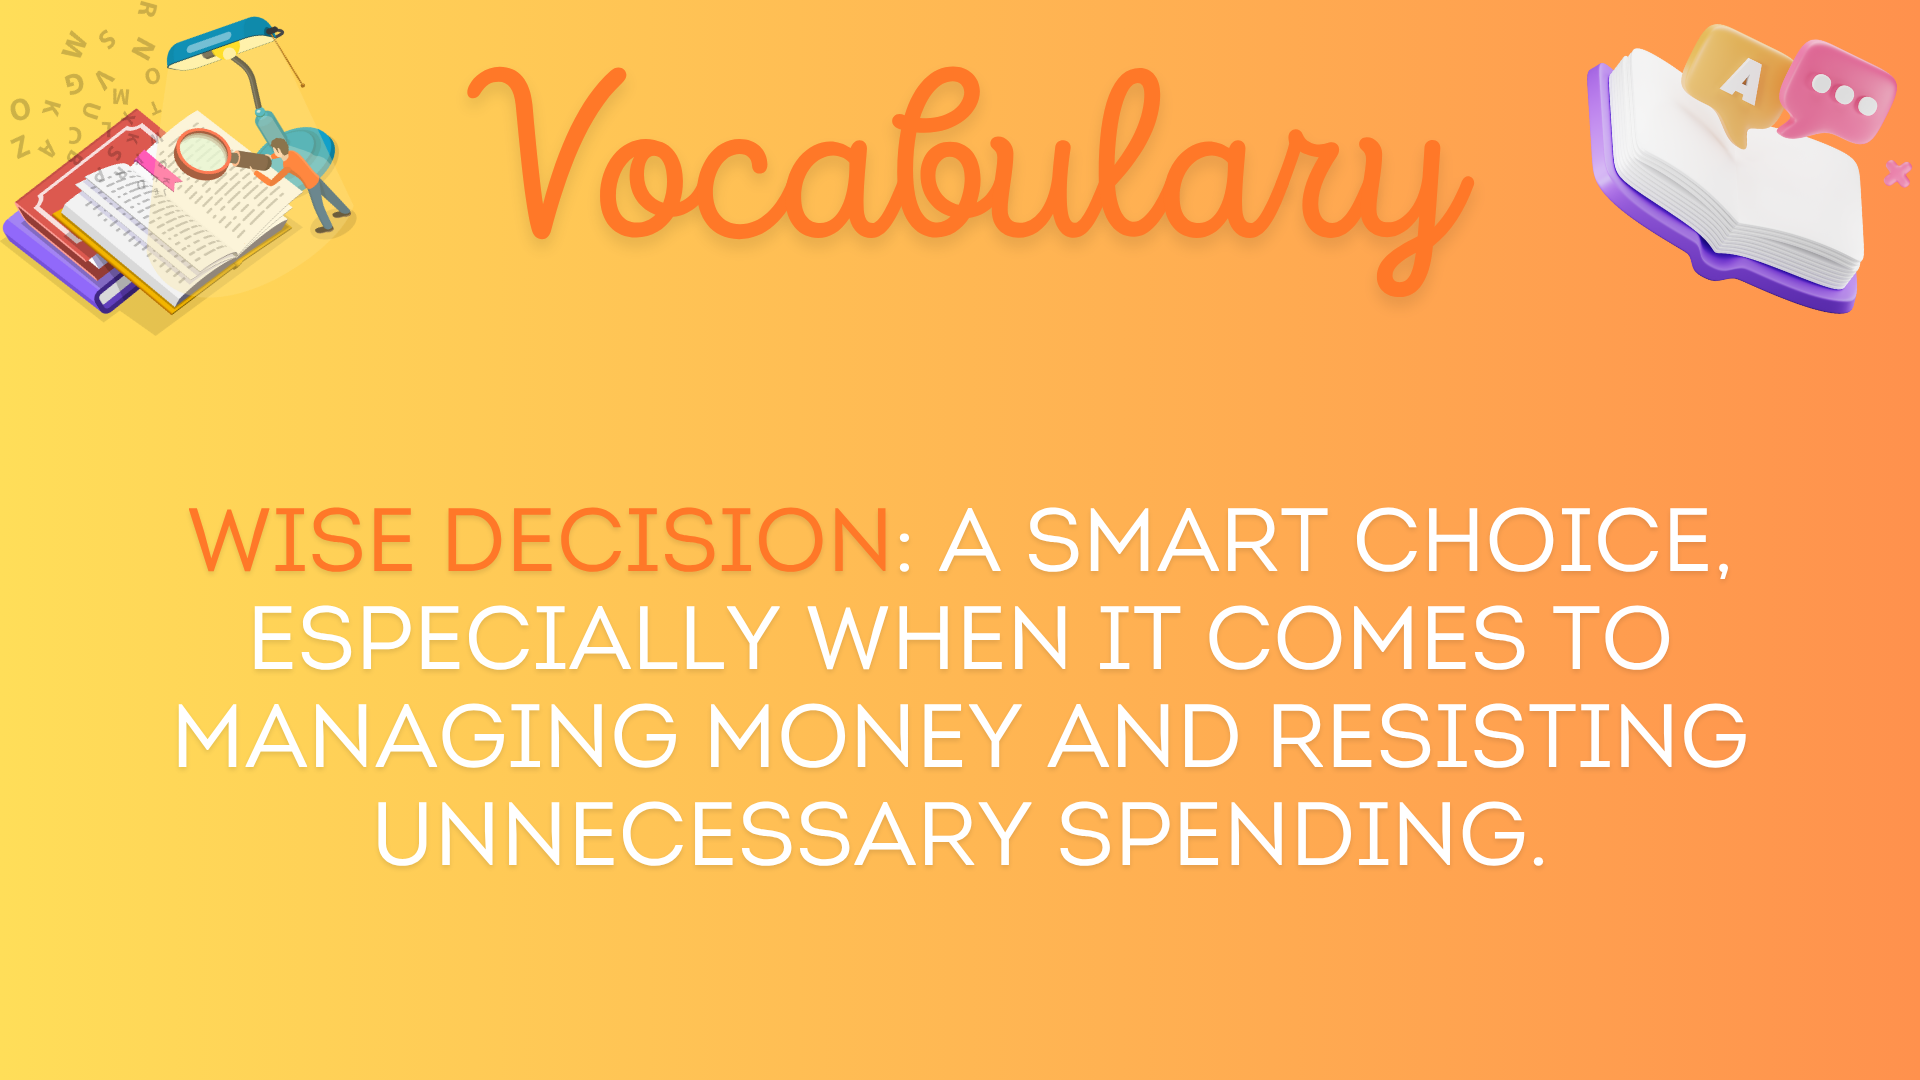 Vocabulary
WISE DECISION: A SMART CHOICE,
ESPECIALLY WHEN IT COMES TO
MANAGING MONEY AND RESISTING
UNNECESSARY SPENDING.
A